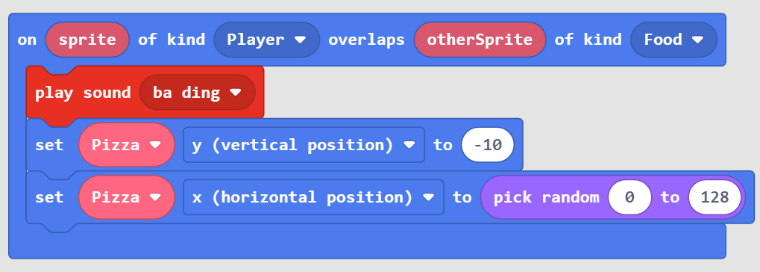 on sprite of kind Player overlaps otherSprite of kind Food
play sound ba ding
set Pizza y (vertical position) to -10
set Pizza x (horizontal position) to pick random 0 to 128